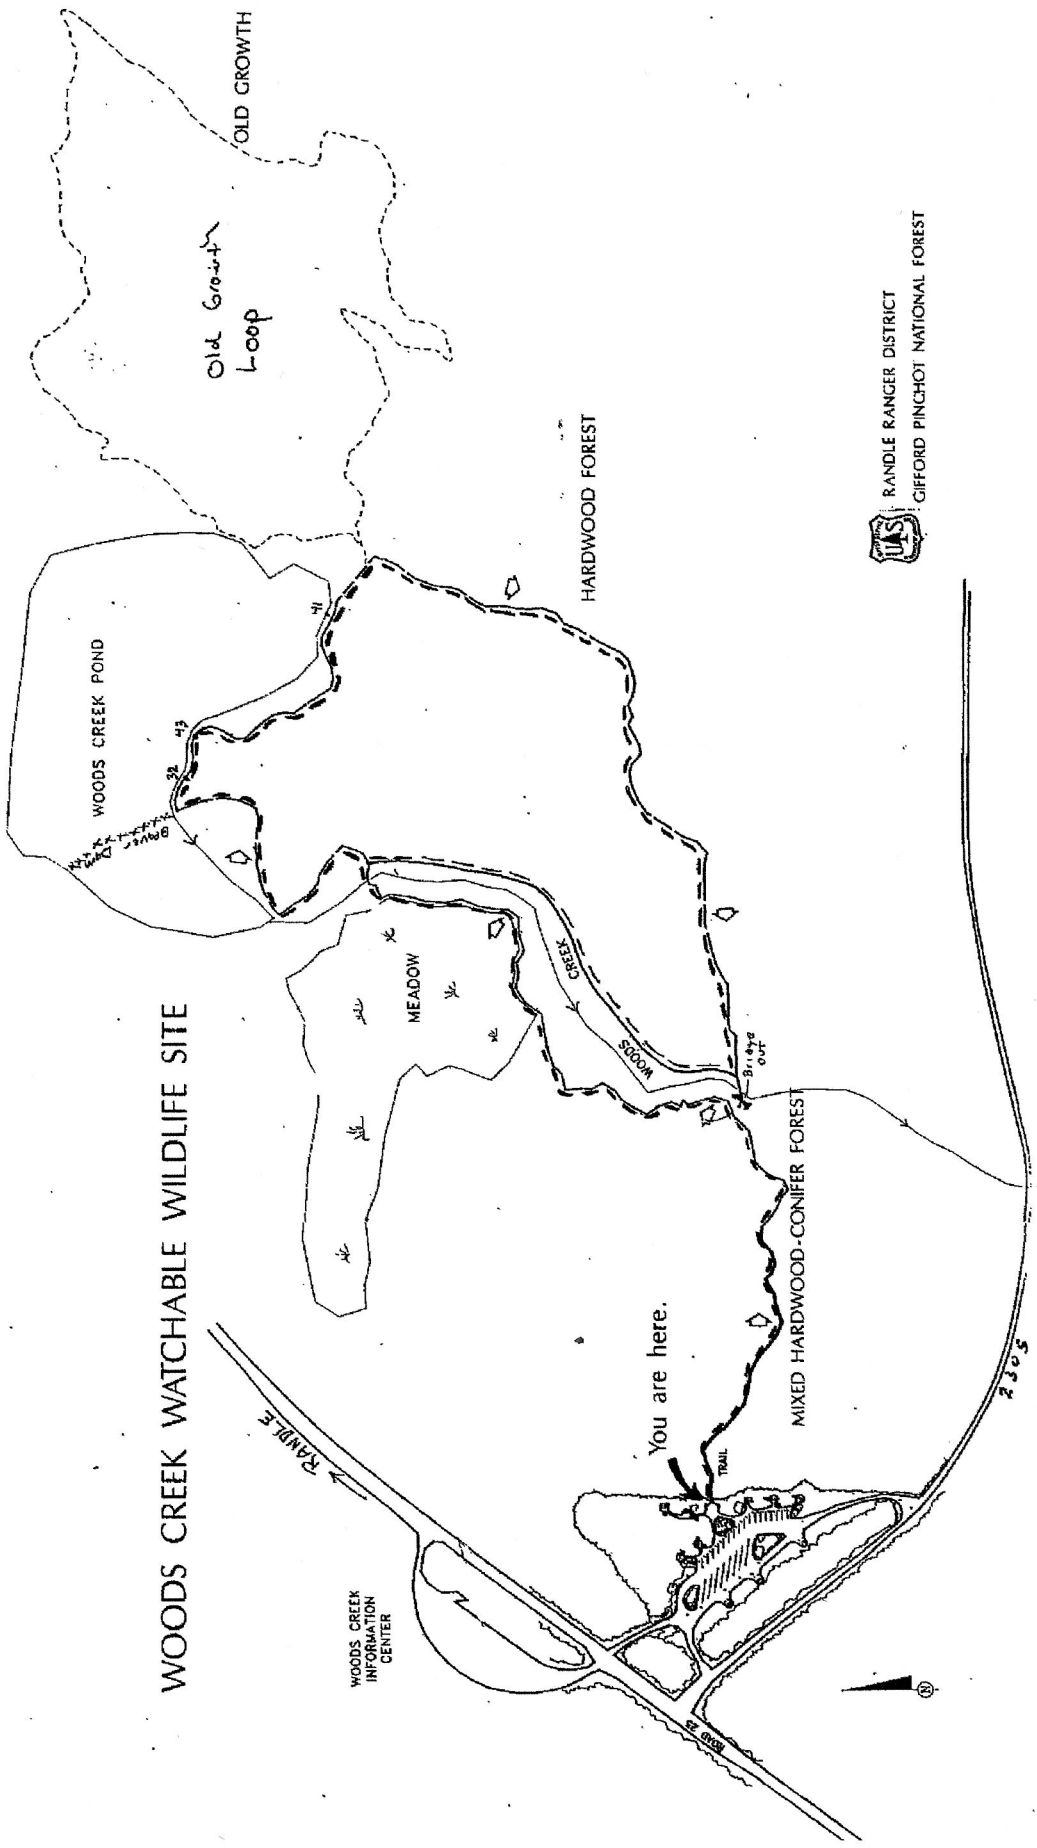 WOODS CREEK WATCHABLE WILDLIFE SITE
OLD GROWTH
Old Growth
Loop
WOODS CREEK POND
Beaver Dam
32
43
41
MEADOW
HARDWOOD FOREST
WOODS CREEK
Bridge
OUT
RANDLE
WOODS CREEK
INFORMATION
CENTER
You are here.
TRAIL
MIXED HARDWOOD-CONIFER FOREST
ROAD 25
2305
N
UAS
RANDLE RANGER DISTRICT
GIFFORD PINCHOT NATIONAL FOREST